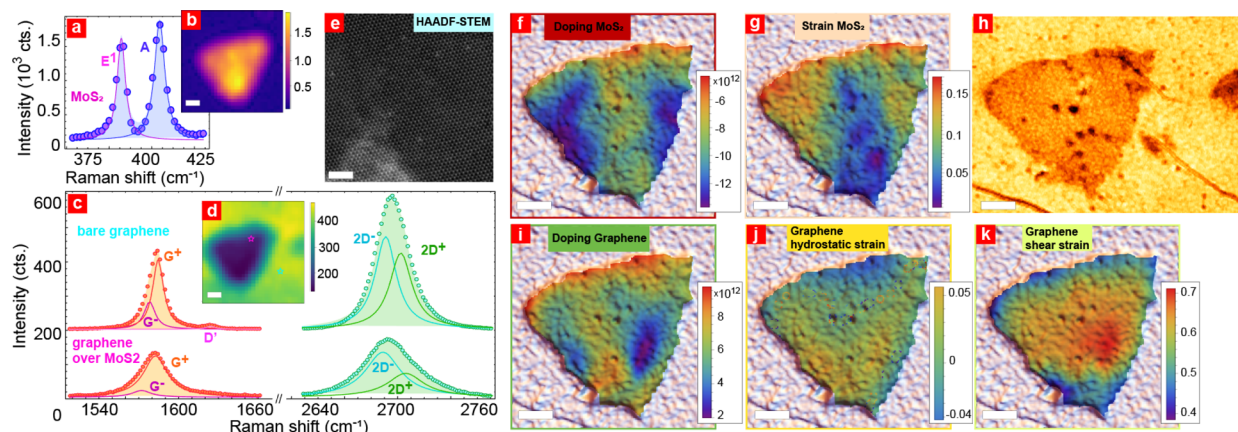 a
b
Intensity (10³ cts.)
1.5
1.0
0.5
0
E¹
A
MoS₂
1.5
1.0
0.5
375 400 425
Raman shift (cm⁻¹)
e
HAADF-STEM
f
Doping MoS₂
x10¹²
-6
-8
-10
-12
g
Strain MoS₂
0.15
0.10
0.05
h
c
d
Intensity (cts.)
600
400
200
0
bare graphene
G⁺
G⁻
D'
400
300
200
2D⁻
2D⁺
graphene
over MoS2
G⁺
G⁻
2D⁻
2D⁺
1540 1600 1660 2640 2700 2760
Raman shift (cm⁻¹)
i
Doping Graphene
x10¹²
8
6
4
2
j
Graphene
hydrostatic strain
0.05
0
-0.04
k
Graphene
shear strain
0.7
0.6
0.5
0.4